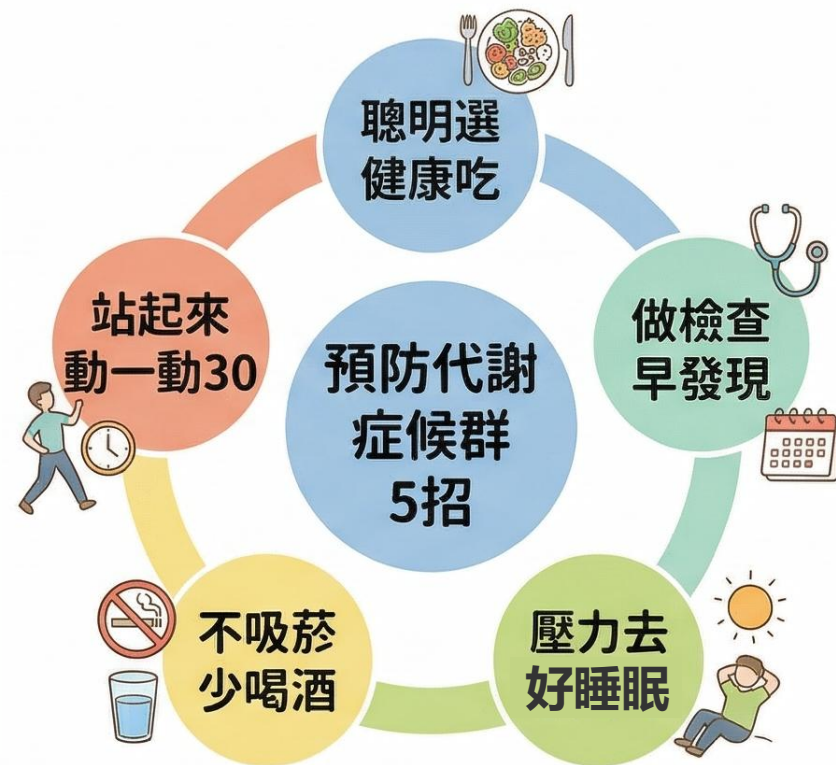 預防代謝
症候群
5招
聰明選
健康吃
做檢查
早發現
壓力去
好睡眠
不吸菸
少喝酒
站起來
動一動30